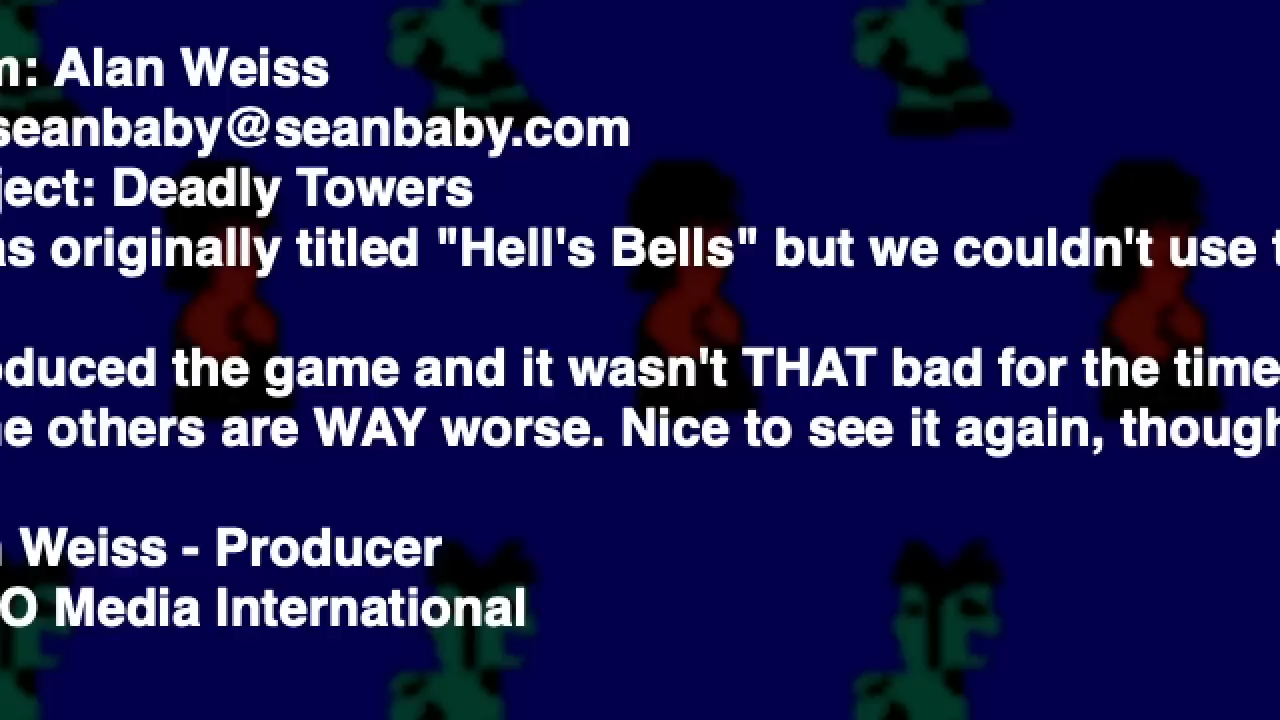 m: Alan Weiss
seanbaby@seanbaby.com
ject: Deadly Towers
as originally titled "Hell's Bells" but we couldn't use t
oduced the game and it wasn't THAT bad for the time
e others are WAY worse. Nice to see it again, though
Weiss - Producer
O Media International